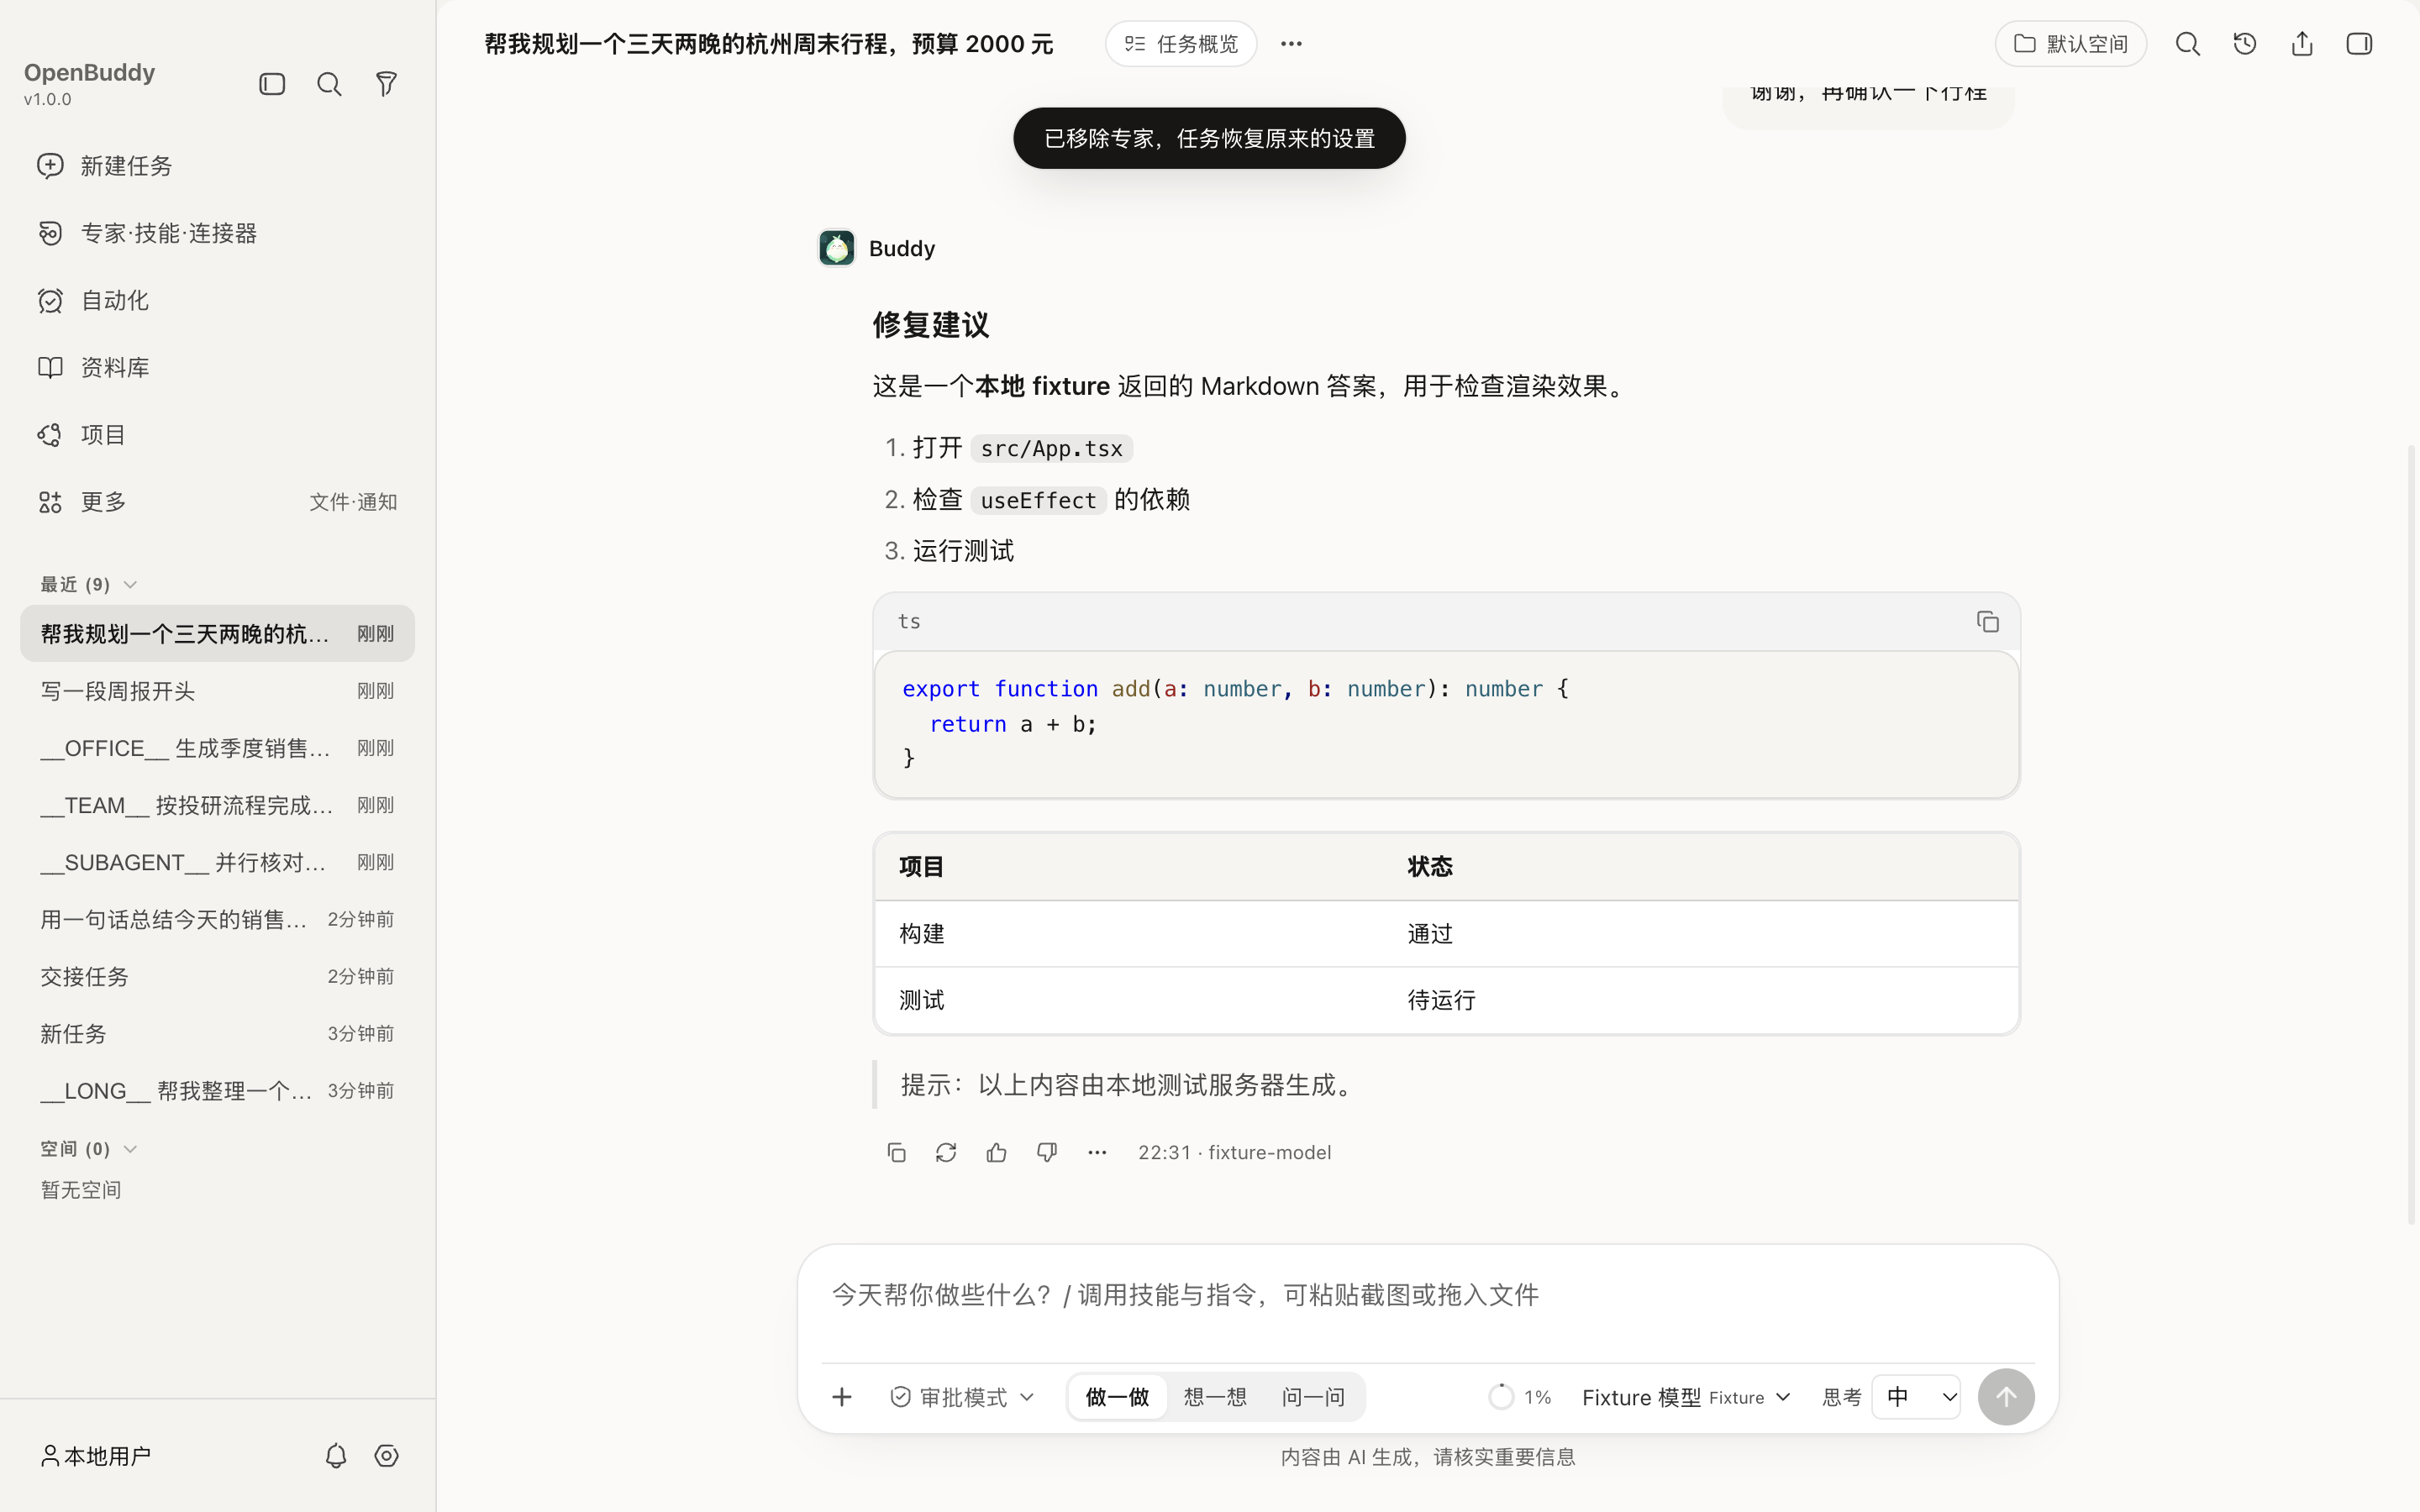 OpenBuddy
v1.0.0
新建任务
专家·技能·连接器
自动化
资料库
项目
更多 文件·通知
最近 (9)
帮我规划一个三天两晚的杭… 刚刚
写一段周报开头 刚刚
__OFFICE__ 生成季度销售… 刚刚
__TEAM__ 按投研流程完成… 刚刚
__SUBAGENT__ 并行核对… 刚刚
用一句话总结今天的销售… 2分钟前
交接任务 2分钟前
新任务 3分钟前
__LONG__ 帮我整理一个… 3分钟前
空间 (0)
暂无空间
本地用户
帮我规划一个三天两晚的杭州周末行程，预算 2000 元
任务概览
默认空间
谢谢，再确认一下行程
已移除专家，任务恢复原来的设置
Buddy
修复建议
这是一个本地 fixture 返回的 Markdown 答案，用于检查渲染效果。
1. 打开 src/App.tsx
2. 检查 useEffect 的依赖
3. 运行测试
ts
export function add(a: number, b: number): number {
return a + b;
}
项目 状态
构建 通过
测试 待运行
提示：以上内容由本地测试服务器生成。
22:31 · fixture-model
今天帮你做些什么？/ 调用技能与指令，可粘贴截图或拖入文件
审批模式 做一做 想一想 问一问 1% Fixture 模型 Fixture 思考 中
内容由 AI 生成，请核实重要信息